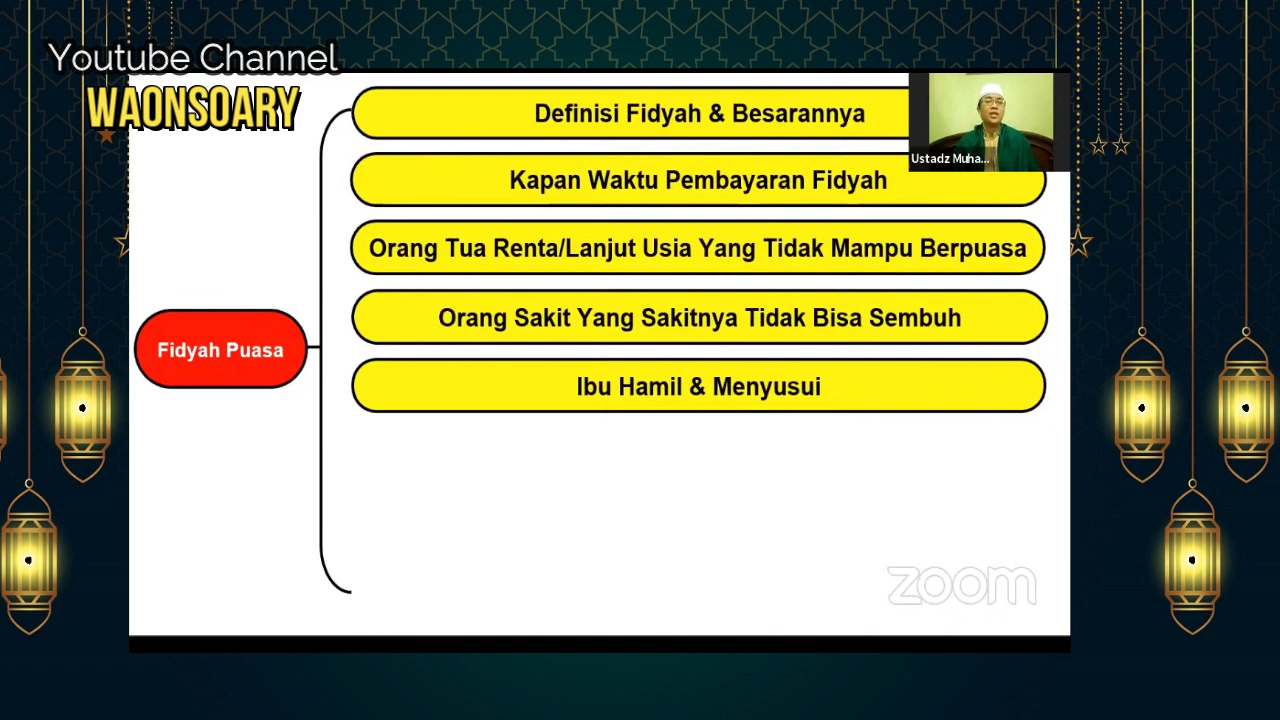 Youtube Channel
WAONSOARY
Definisi Fidyah & Besarannya
Ustadz Muha...
Kapan Waktu Pembayaran Fidyah
Orang Tua Renta/Lanjut Usia Yang Tidak Mampu Berpuasa
Orang Sakit Yang Sakitnya Tidak Bisa Sembuh
Fidyah Puasa
Ibu Hamil & Menyusui
zoom